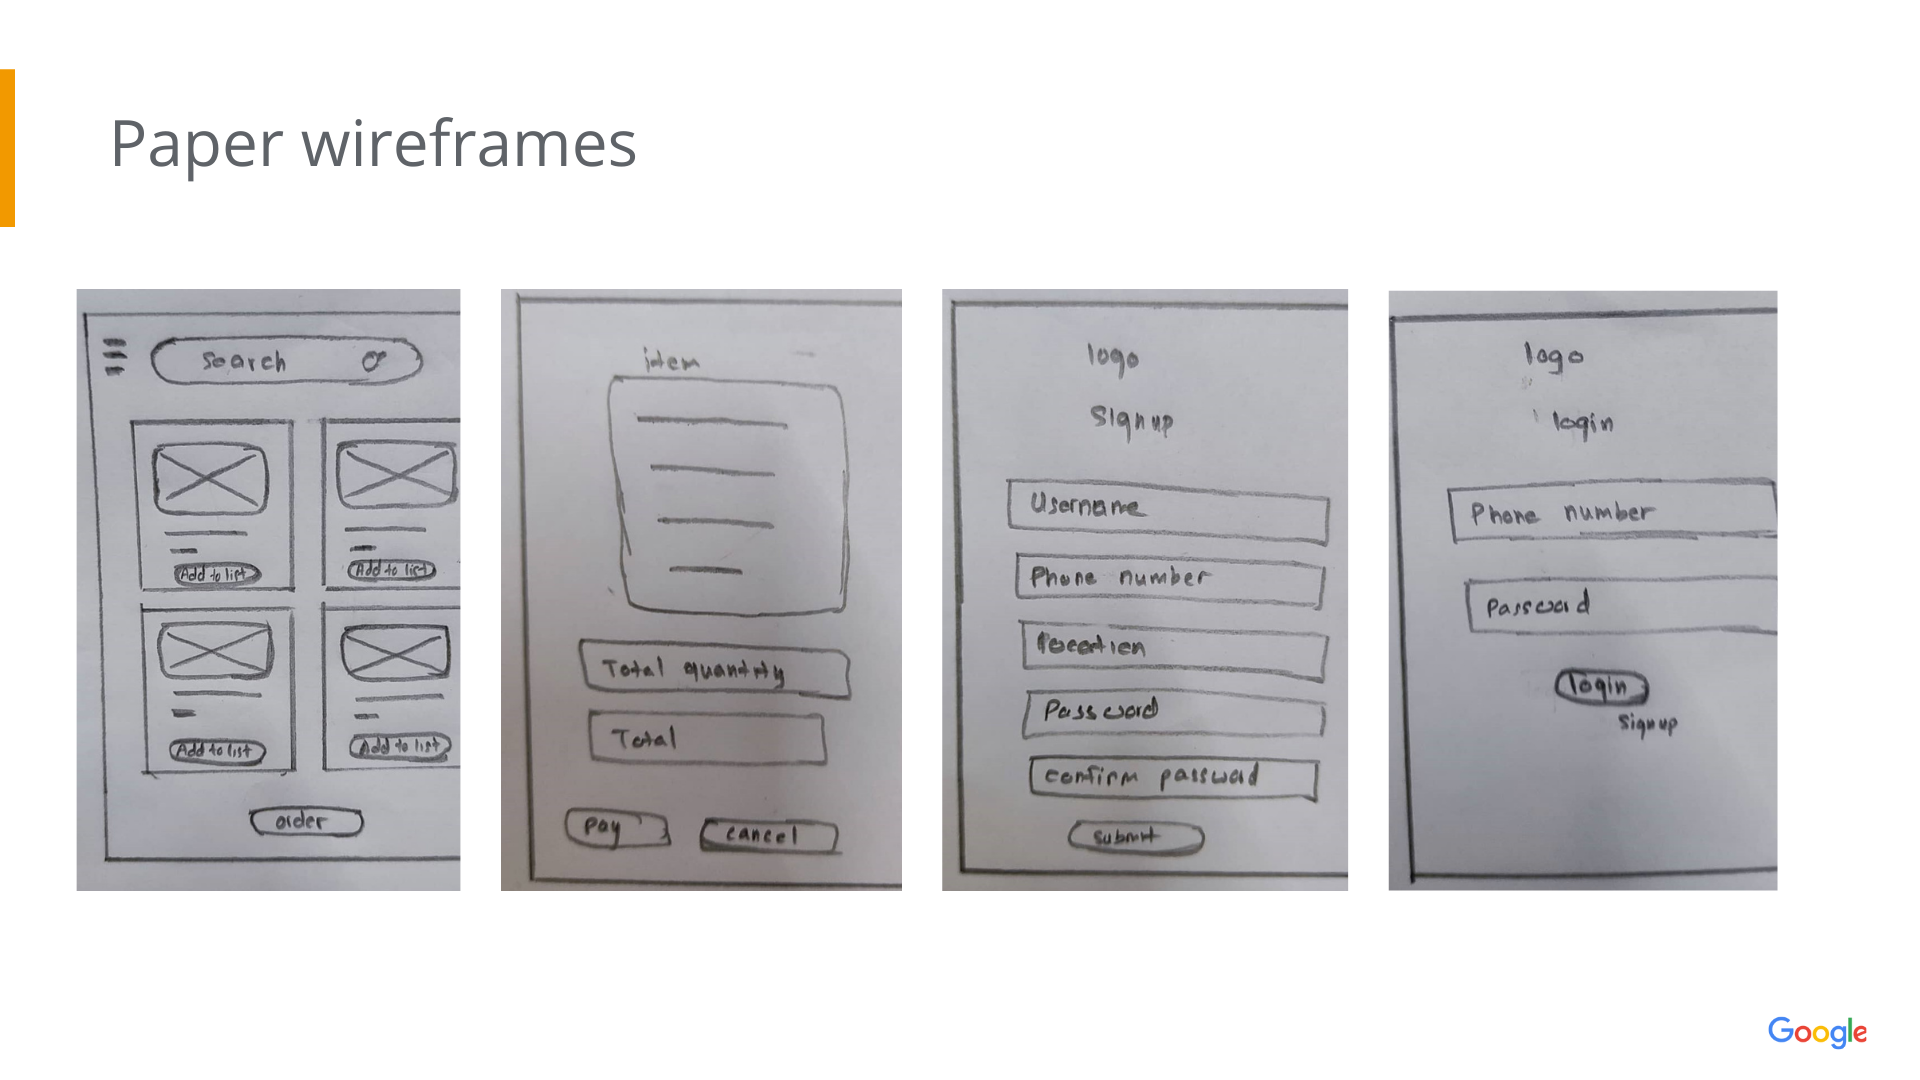 Paper wireframes
search
Add to list
Add to list
Add to list
Add to list
order
item
Total quantity
Total
pay
cancel
logo
Signup
Username
Phone number
Password
confirm password
submit
logo
login
Phone number
Password
login
Signup
Google